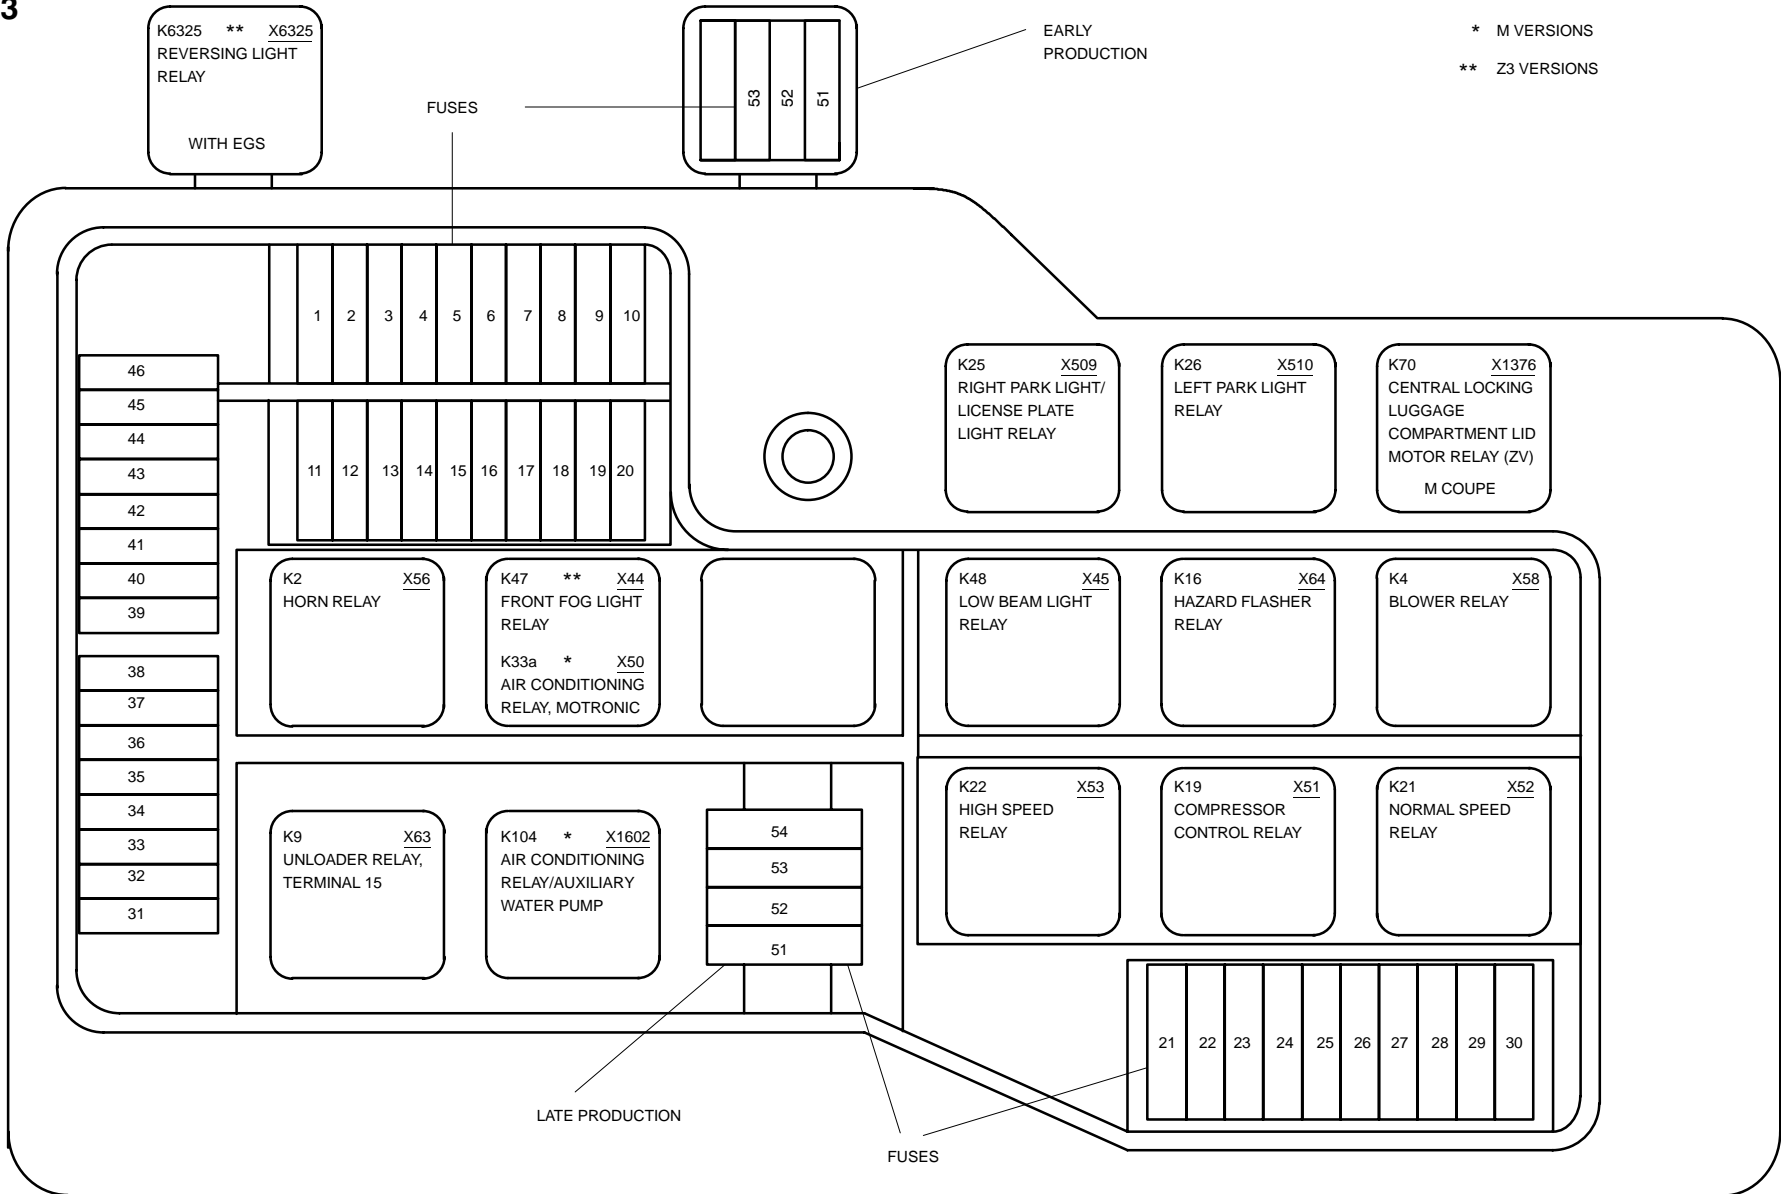 3
K6325 ** X6325
REVERSING LIGHT
RELAY
WITH EGS
FUSES
53 52 51
EARLY
PRODUCTION
* M VERSIONS
** Z3 VERSIONS
1 2 3 4 5 6 7 8 9 10
11 12 13 14 15 16 17 18 19 20
46
45
44
43
42
41
40
39
38
37
36
35
34
33
32
31
K25 X509
RIGHT PARK LIGHT/
LICENSE PLATE
LIGHT RELAY
K26 X510
LEFT PARK LIGHT
RELAY
K70 X1376
CENTRAL LOCKING
LUGGAGE
COMPARTMENT LID
MOTOR RELAY (ZV)
M COUPE
K2 X56
HORN RELAY
K47 ** X44
FRONT FOG LIGHT
RELAY
K33a * X50
AIR CONDITIONING
RELAY, MOTRONIC
K48 X45
LOW BEAM LIGHT
RELAY
K16 X64
HAZARD FLASHER
RELAY
K4 X58
BLOWER RELAY
K9 X63
UNLOADER RELAY,
TERMINAL 15
K104 * X1602
AIR CONDITIONING
RELAY/AUXILIARY
WATER PUMP
54
53
52
51
K22 X53
HIGH SPEED
RELAY
K19 X51
COMPRESSOR
CONTROL RELAY
K21 X52
NORMAL SPEED
RELAY
21 22 23 24 25 26 27 28 29 30
LATE PRODUCTION
FUSES